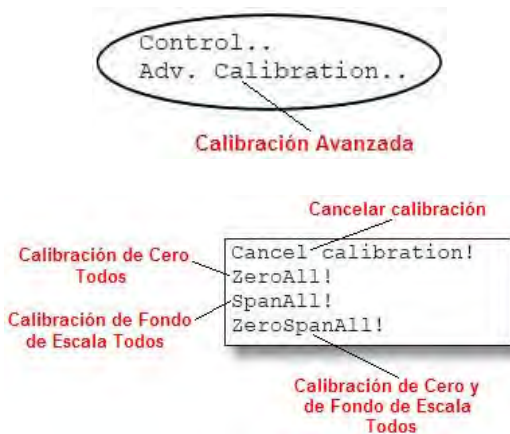 Control..
Adv. Calibration..
Calibración Avanzada
Cancelar calibración
Calibración de Cero
Todos
Calibración de Fondo
de Escala Todos
Cancel calibration!
ZeroAll!
SpanAll!
ZeroSpanAll!
Calibración de Cero y
de Fondo de Escala
Todos